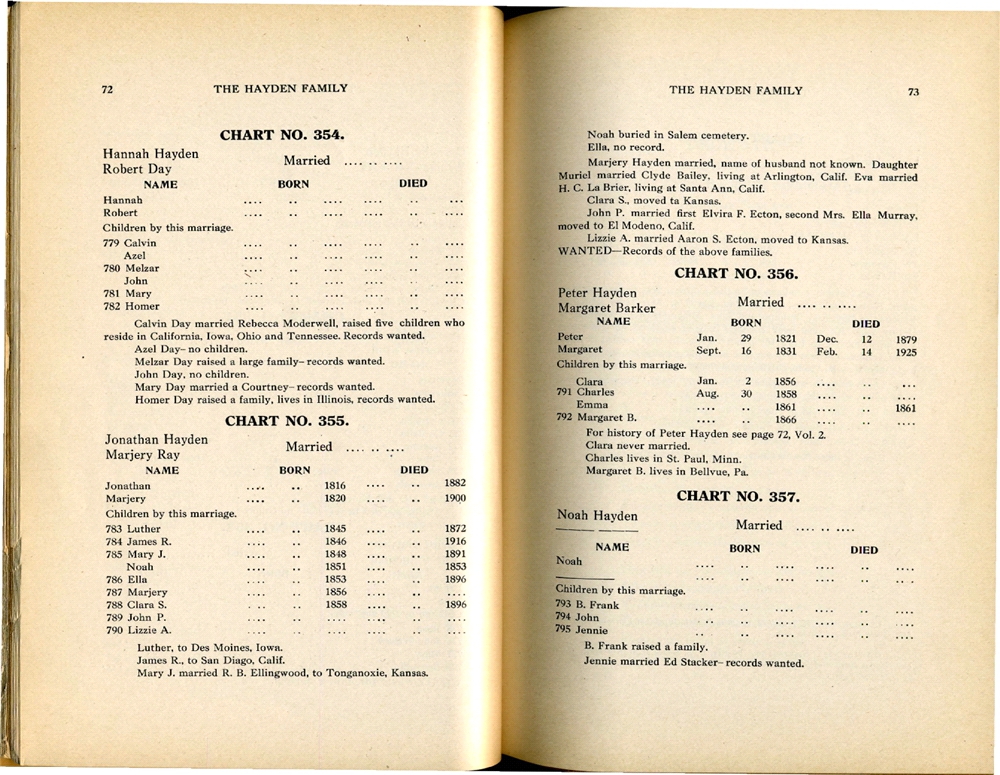 72
THE HAYDEN FAMILY
CHART NO. 354.
Hannah Hayden
Robert Day
Married .... .. ....
NAME BORN DIED
Hannah .... .. .... .... .. ...
Robert .... .. .... .... .. ....
Children by this marriage.
779 Calvin .... .. .... .... .. ....
Azel .... .. .... .... .. ....
780 Melzar .... .. .... .... .. ....
John .... .. .... .... .. ....
781 Mary .... .. .... .... .. ....
782 Homer .... .. .... .... .. ....
Calvin Day married Rebecca Moderwell, raised five children who
reside in California, Iowa, Ohio and Tennessee. Records wanted.
Azel Day—no children.
Melzar Day raised a large family—records wanted.
John Day, no children.
Mary Day married a Courtney—records wanted.
Homer Day raised a family, lives in Illinois, records wanted.
CHART NO. 355.
Jonathan Hayden
Marjery Ray
Married .... .. ....
NAME BORN DIED
Jonathan .... .. 1816 .... .. 1882
Marjery .... .. 1820 .... .. 1900
Children by this marriage.
783 Luther .... .. 1845 .... .. 1872
784 James R. .... .. 1846 .... .. 1916
785 Mary J. .... .. 1848 .... .. 1891
Noah .... .. 1851 .... .. 1853
786 Ella .... .. 1853 .... .. 1896
787 Marjery .... .. 1856 .... .. ....
788 Clara S. . .. .. 1858 .... .. 1896
789 John P. .... .. .... .... .. ....
790 Lizzie A. .... .. .... .... .. ....
Luther, to Des Moines, Iowa.
James R., to San Diago, Calif.
Mary J. married R. B. Ellingwood, to Tonganoxie, Kansas.
THE HAYDEN FAMILY
73
Noah buried in Salem cemetery.
Ella, no record.
Marjery Hayden married, name of husband not known. Daughter
Muriel married Clyde Bailey, living at Arlington, Calif. Eva married
H. C. La Brier, living at Santa Ann, Calif.
Clara S., moved ta Kansas.
John P. married first Elvira F. Ecton, second Mrs. Ella Murray,
moved to El Modeno, Calif.
Lizzie A. married Aaron S. Ecton, moved to Kansas.
WANTED—Records of the above families.
CHART NO. 356.
Peter Hayden
Margaret Barker
Married .... .. ....
NAME BORN DIED
Peter Jan. 29 1821 Dec. 12 1879
Margaret Sept. 16 1831 Feb. 14 1925
Children by this marriage.
Clara Jan. 2 1856 .... .. ...
791 Charles Aug. 30 1858 .... .. ....
Emma .... .. 1861 .... .. 1861
792 Margaret B. .... .. 1866 .... .. ....
For history of Peter Hayden see page 72, Vol. 2.
Clara never married.
Charles lives in St. Paul, Minn.
Margaret B. lives in Bellvue, Pa.
CHART NO. 357.
Noah Hayden
Married .... .. ....
NAME BORN DIED
Noah .... .. .... .... .. ....
.... .. .... .... .. ....
Children by this marriage.
793 B. Frank .... .. .... .... .. ....
794 John .. .. .... .... .. ....
795 Jennie .. . .. .... .... .. ....
B. Frank raised a family.
Jennie married Ed Stacker—records wanted.